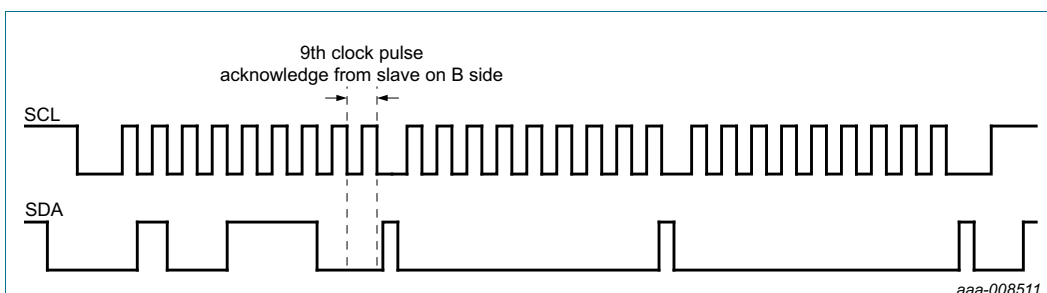 9th clock pulse
acknowledge from slave on B side
SCL
SDA
aaa-008511